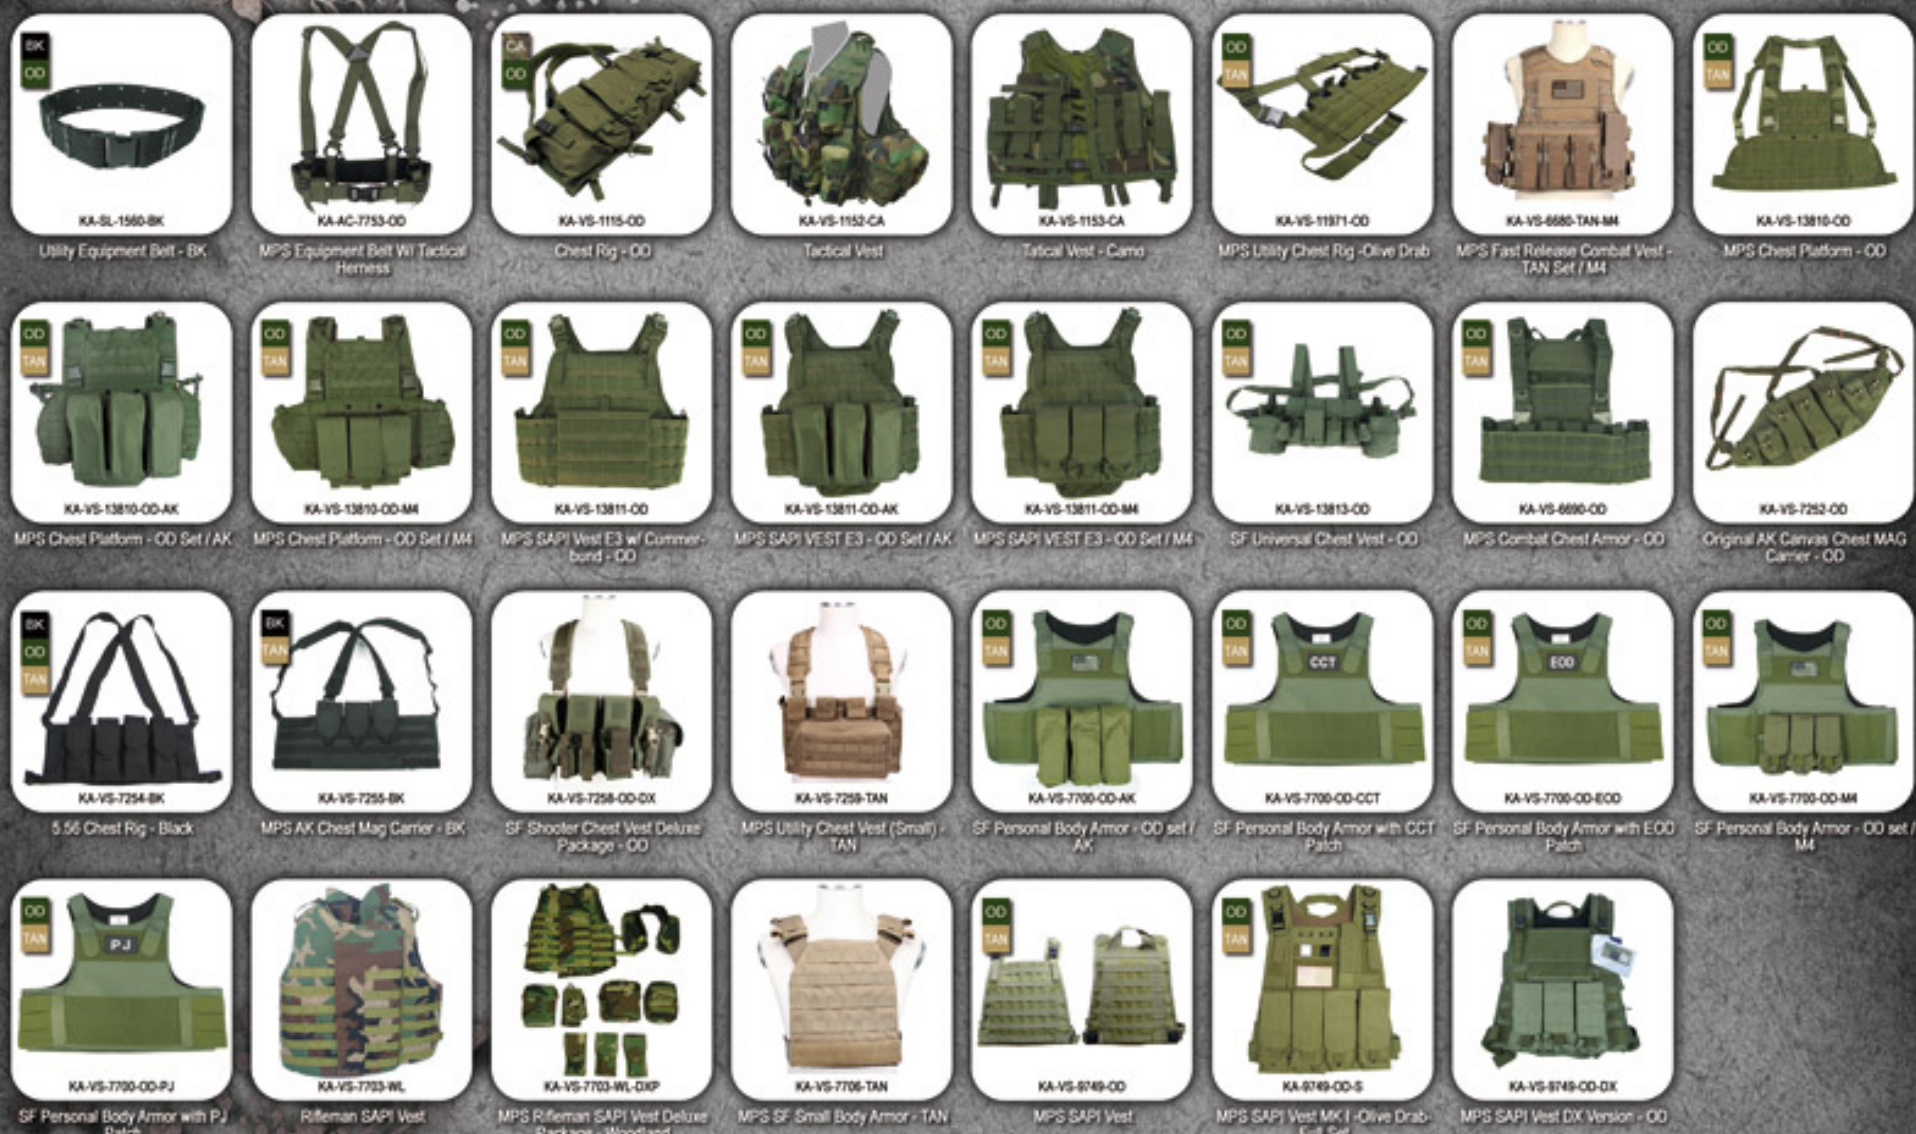 BK
OD
KA-SL-1560-BK
Utility Equipment Belt - BK
KA-AC-7753-OD
MPS Equipment Belt W/ Tactical
Herness
CA
OD
KA-VS-1115-OD
Chest Rig - OD
KA-VS-1152-CA
Tactical Vest
KA-VS-1153-CA
Tatical Vest - Camo
OD
TAN
KA-VS-11971-OD
MPS Utility Chest Rig -Olive Drab
KA-VS-6680-TAN-M4
MPS Fast Release Combat Vest -
TAN Set / M4
OD
TAN
KA-VS-13810-OD
MPS Chest Platform - OD
OD
TAN
KA-VS-13810-OD-AK
MPS Chest Platform - OD Set / AK
OD
TAN
KA-VS-13810-OD-M4
MPS Chest Platform - OD Set / M4
OD
TAN
KA-VS-13811-OD
MPS SAPI Vest E3 w/ Cummer-
bund - OD
OD
TAN
KA-VS-13811-OD-AK
MPS SAPI VEST E3 - OD Set / AK
OD
TAN
KA-VS-13811-OD-M4
MPS SAPI VEST E3 - OD Set / M4
OD
TAN
KA-VS-13813-OD
SF Universal Chest Vest - OD
OD
TAN
KA-VS-6690-OD
MPS Combat Chest Armor - OD
KA-VS-7252-OD
Original AK Canvas Chest MAG
Carrier - OD
BK
OD
TAN
KA-VS-7254-BK
5.56 Chest Rig - Black
BK
TAN
KA-VS-7255-BK
MPS AK Chest Mag Carrier - BK
KA-VS-7258-OD-DX
SF Shooter Chest Vest Deluxe
Package - OD
KA-VS-7259-TAN
MPS Utility Chest Vest (Small) -
TAN
OD
TAN
KA-VS-7700-OD-AK
SF Personal Body Armor - OD set /
AK
OD
TAN
CCT
KA-VS-7700-OD-CCT
SF Personal Body Armor with CCT
Patch
OD
TAN
EOD
KA-VS-7700-OD-EOD
SF Personal Body Armor with EOD
Patch
OD
TAN
KA-VS-7700-OD-M4
SF Personal Body Armor - OD set /
M4
OD
TAN
PJ
KA-VS-7700-OD-PJ
SF Personal Body Armor with PJ
Patch
KA-VS-7703-WL
Rifleman SAPI Vest
KA-VS-7703-WL-DXP
MPS Rifleman SAPI Vest Deluxe
Package - Woodland
KA-VS-7706-TAN
MPS SF Small Body Armor - TAN
OD
TAN
KA-VS-9749-OD
MPS SAPI Vest
OD
TAN
KA-9749-OD-S
MPS SAPI Vest MK I -Olive Drab-
Full Set
KA-VS-9749-OD-DX
MPS SAPI Vest DX Version - OD